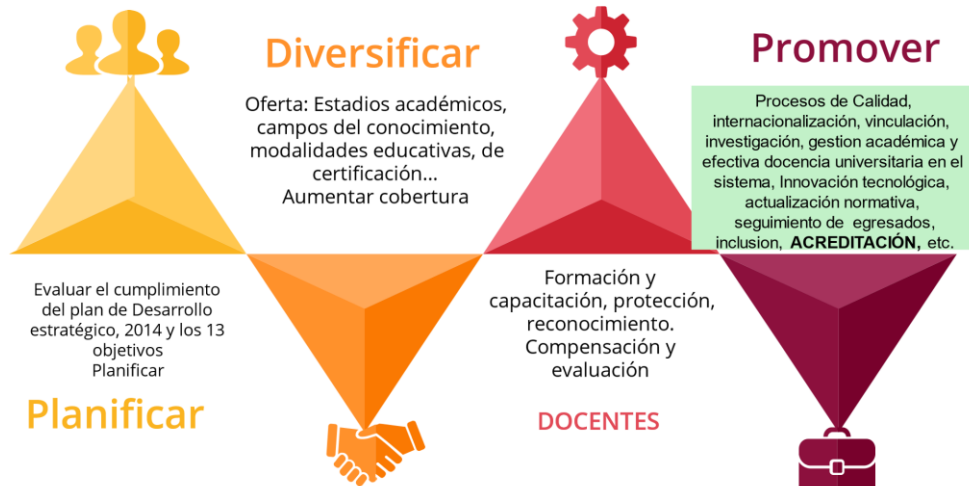 Diversificar
Oferta: Estadios académicos,
campos del conocimiento,
modalidades educativas, de
certificación...
Aumentar cobertura
Promover
Procesos de Calidad,
internacionalización, vinculación,
investigación, gestion académica y
efectiva docencia universitaria en el
sistema, Innovación tecnológica,
actualización normativa,
seguimiento de egresados,
inclusion, ACREDITACIÓN, etc.
Evaluar el cumplimiento
del plan de Desarrollo
estratégico, 2014 y los 13
objetivos
Planificar
Planificar
Formación y
capacitación, protección,
reconocimiento.
Compensación y
evaluación
DOCENTES